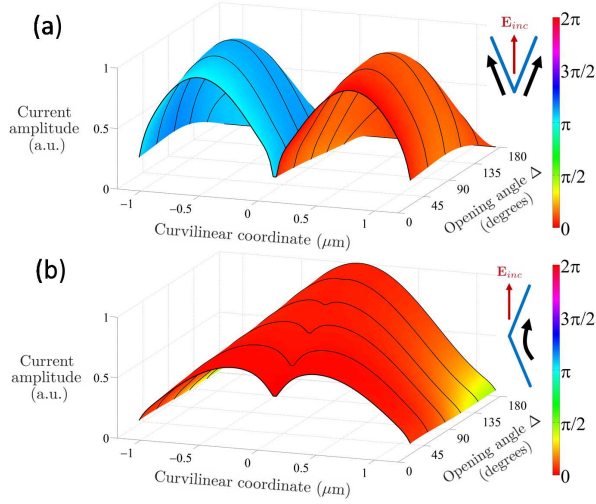 (a)
E_inc
2π
3π/2
π
π/2
0
Current
amplitude
(a.u.)
1
0.5
0
−1
−0.5
0
0.5
1
Curvilinear coordinate (μm)
0
45
90
135
180
Opening angle Δ
(degrees)
(b)
E_inc
2π
3π/2
π
π/2
0
Current
amplitude
(a.u.)
1
0.5
0
−1
−0.5
0
0.5
1
Curvilinear coordinate (μm)
0
45
90
135
180
Opening angle Δ
(degrees)